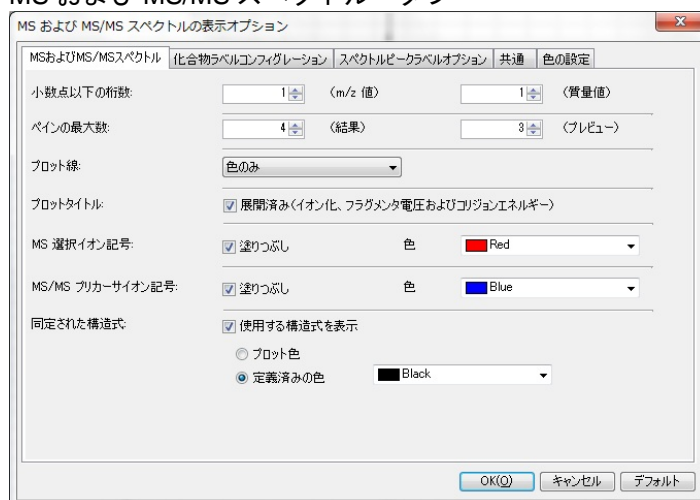 MS および MS/MS スペクトルの表示オプション
MSおよびMS/MSスペクトル 化合物ラベルコンフィグレーション スペクトルピークラベルオプション 共通 色の設定
小数点以下の桁数: 1 (m/z 値) 1 (質量値)
ペインの最大数: 4 (結果) 3 (プレビュー)
プロット線: 色のみ
プロットタイトル: 展開済み(イオン化、フラグメンタ電圧およびコリジョンエネルギー)
MS 選択イオン記号: 塗りつぶし 色 Red
MS/MS プリカーサイオン記号: 塗りつぶし 色 Blue
同定された構造式: 使用する構造式を表示
プロット色
定義済みの色 Black
OK(O) キャンセル デフォルト